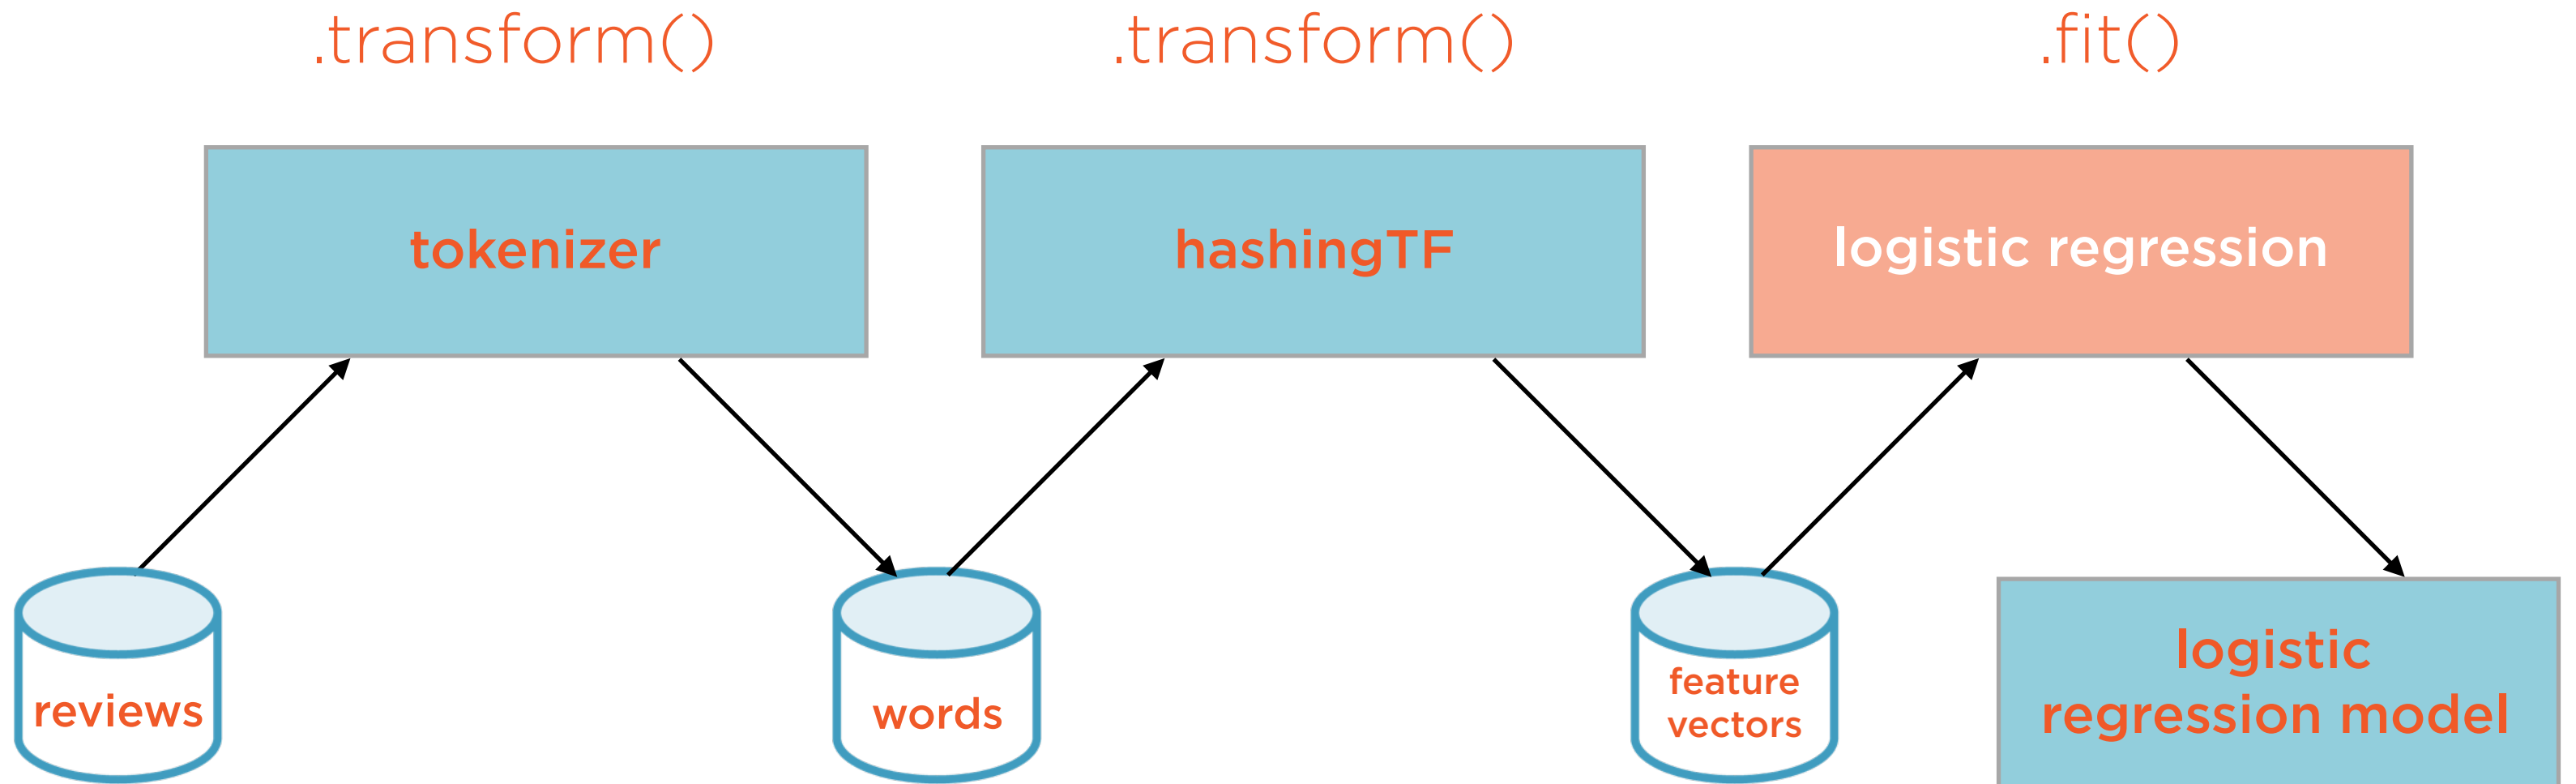 .transform()
.transform()
.fit()
tokenizer
hashingTF
logistic regression
reviews
words
feature
vectors
logistic
regression model